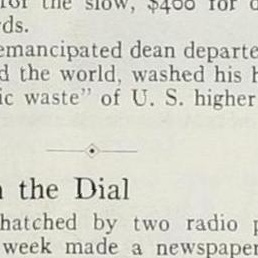 for the slow, $400 for
rds.
emancipated dean departe
d the world, washed his h
ic waste" of U. S. higher
n the Dial
hatched by two radio p
week made a newspaper